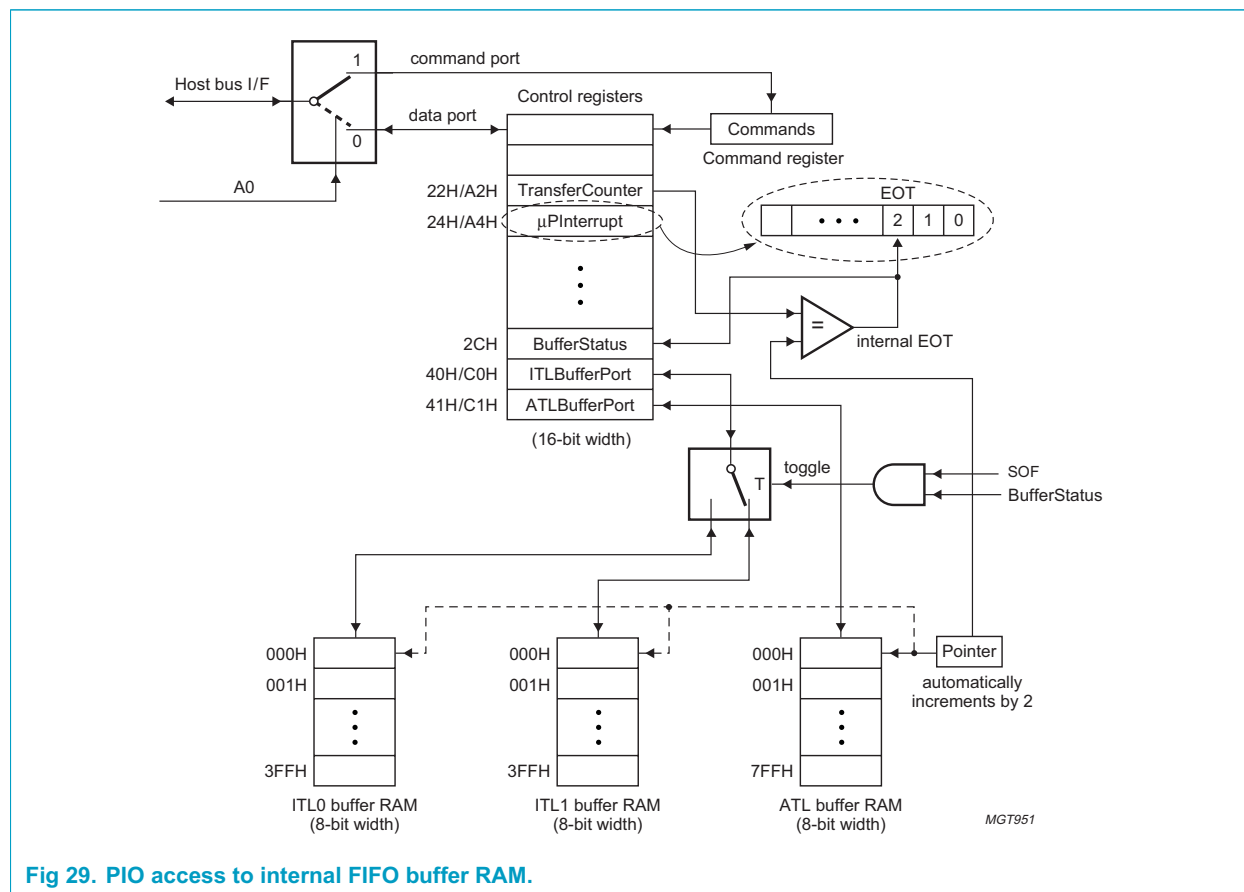 1
command port
Host bus I/F
Control registers
data port
0
Commands
Command register
A0
EOT
22H/A2H TransferCounter
24H/A4H µPInterrupt
• • • 2 1 0
=
internal EOT
2CH BufferStatus
40H/C0H ITLBufferPort
41H/C1H ATLBufferPort
(16-bit width)
T
toggle
SOF
BufferStatus
000H
001H
3FFH
ITL0 buffer RAM
(8-bit width)
000H
001H
3FFH
ITL1 buffer RAM
(8-bit width)
000H
001H
7FFH
ATL buffer RAM
(8-bit width)
Pointer
automatically
increments by 2
MGT951
Fig 29. PIO access to internal FIFO buffer RAM.